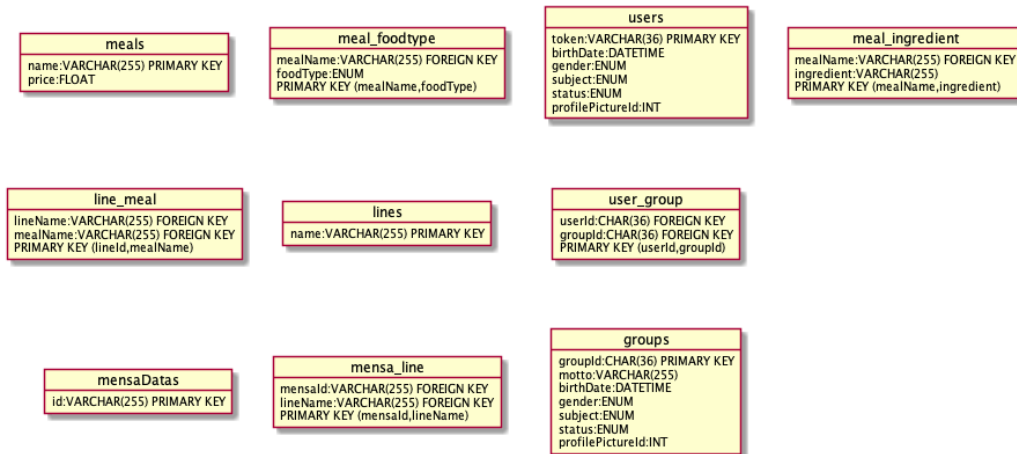 meals
name:VARCHAR(255) PRIMARY KEY
price:FLOAT
meal_foodtype
mealName:VARCHAR(255) FOREIGN KEY
foodType:ENUM
PRIMARY KEY (mealName,foodType)
users
token:VARCHAR(36) PRIMARY KEY
birthDate:DATETIME
gender:ENUM
subject:ENUM
status:ENUM
profilePictureId:INT
meal_ingredient
mealName:VARCHAR(255) FOREIGN KEY
ingredient:VARCHAR(255)
PRIMARY KEY (mealName,ingredient)
line_meal
lineName:VARCHAR(255) FOREIGN KEY
mealName:VARCHAR(255) FOREIGN KEY
PRIMARY KEY (lineId,mealName)
lines
name:VARCHAR(255) PRIMARY KEY
user_group
userId:CHAR(36) FOREIGN KEY
groupId:CHAR(36) FOREIGN KEY
PRIMARY KEY (userId,groupId)
mensaDatas
id:VARCHAR(255) PRIMARY KEY
mensa_line
mensaId:VARCHAR(255) FOREIGN KEY
lineName:VARCHAR(255) FOREIGN KEY
PRIMARY KEY (mensaId,lineName)
groups
groupId:CHAR(36) PRIMARY KEY
motto:VARCHAR(255)
birthDate:DATETIME
gender:ENUM
subject:ENUM
status:ENUM
profilePictureId:INT